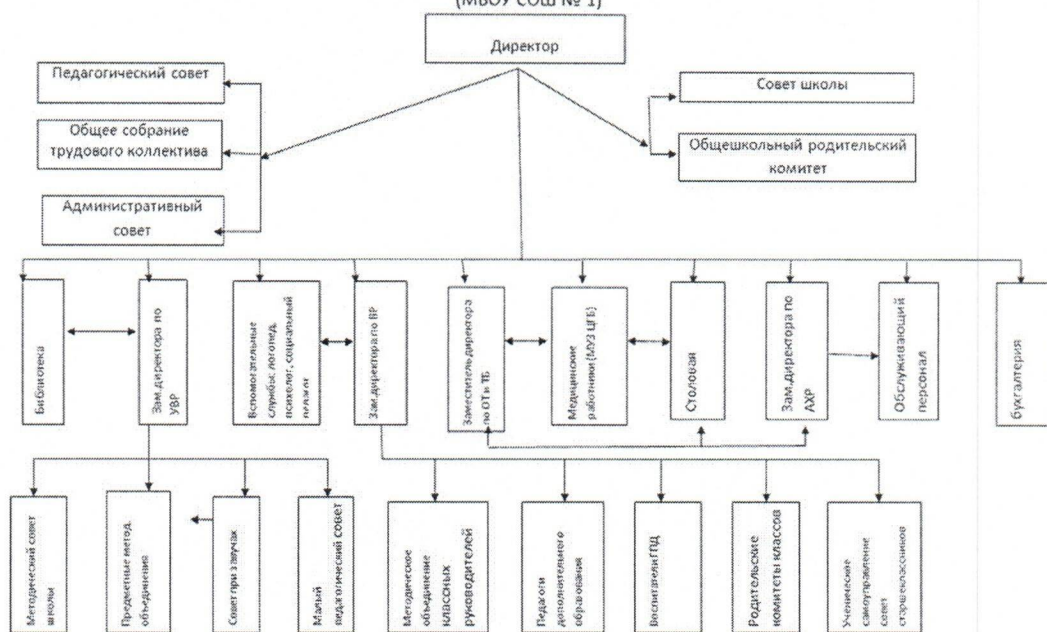 (МБОУ СОШ № 1)
Директор
Педагогический совет
Общее собрание
трудового коллектива
Административный
совет
Совет школы
Общешкольный родительский
комитет
Библиотека
Зам.директора по
УВР
Вспомогательные
службы: логопед,
психолог, социальный
педагог
Зам.директора по ВР
Заместитель директора
по ОТ и ТБ
Медицинские
работники (МУЗ ЦГБ)
Столовая
Зам.директора по
АХР
Обслуживающий
персонал
бухгалтерия
Методический совет
школы
Предметные метод.
объединения
Совет при завучах
Малый
педагогический совет
Методическое
объединение
классных
руководителей
Педагоги
дополнительного
образования
Воспитатели ГПД
Родительские
комитеты классов
Ученическое
самоуправление
совет
старшеклассников